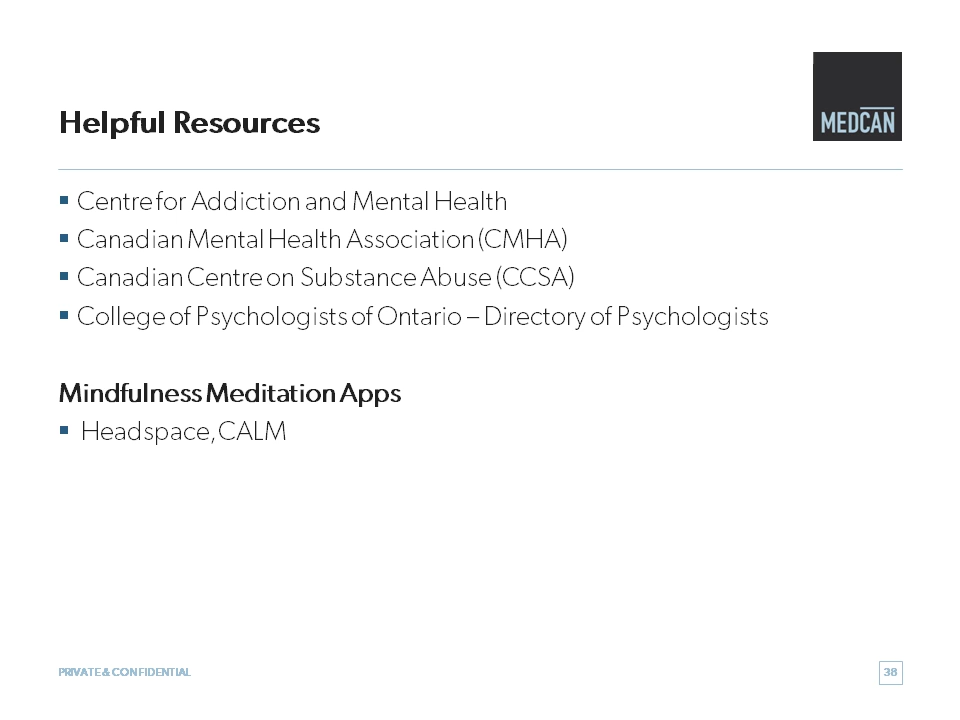 MEDCAN
Helpful Resources
▪ Centre for Addiction and Mental Health
▪ Canadian Mental Health Association (CMHA)
▪ Canadian Centre on Substance Abuse (CCSA)
▪ College of Psychologists of Ontario – Directory of Psychologists
Mindfulness Meditation Apps
▪ Headspace, CALM
PRIVATE & CONFIDENTIAL
38